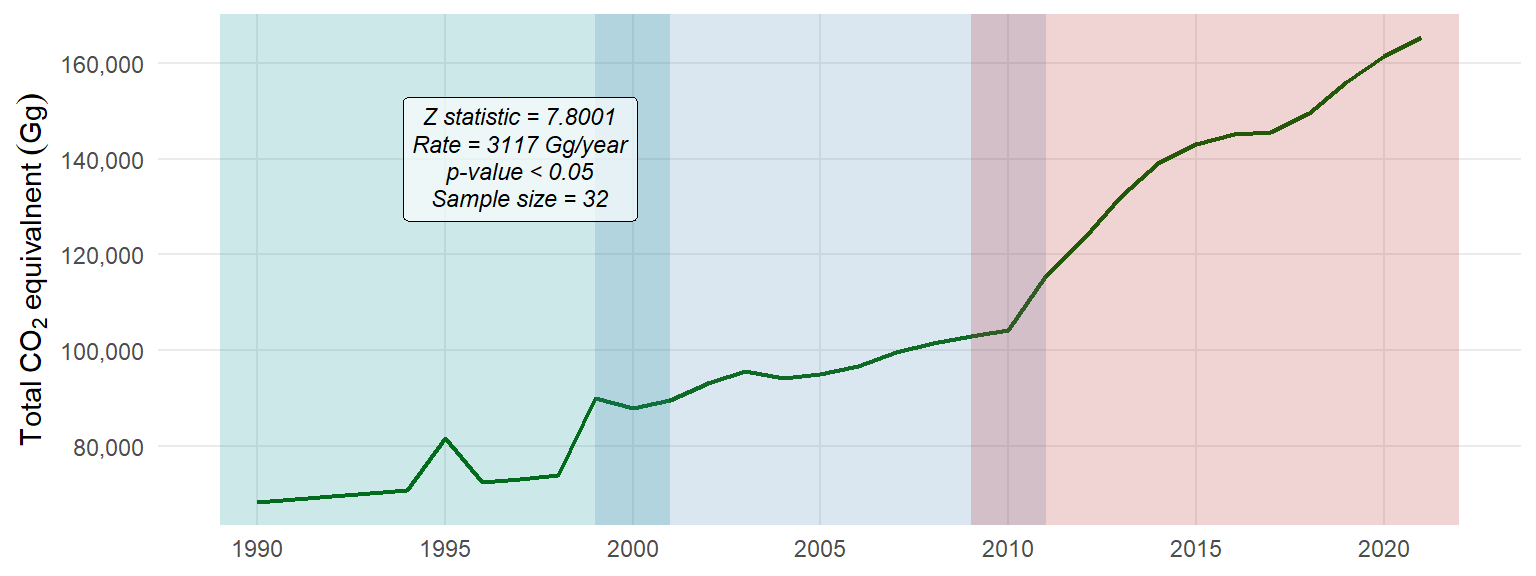 Total CO₂ equivalnent (Gg)
160,000
140,000
120,000
100,000
80,000
Z statistic = 7.8001
Rate = 3117 Gg/year
p-value < 0.05
Sample size = 32
1990 1995 2000 2005 2010 2015 2020